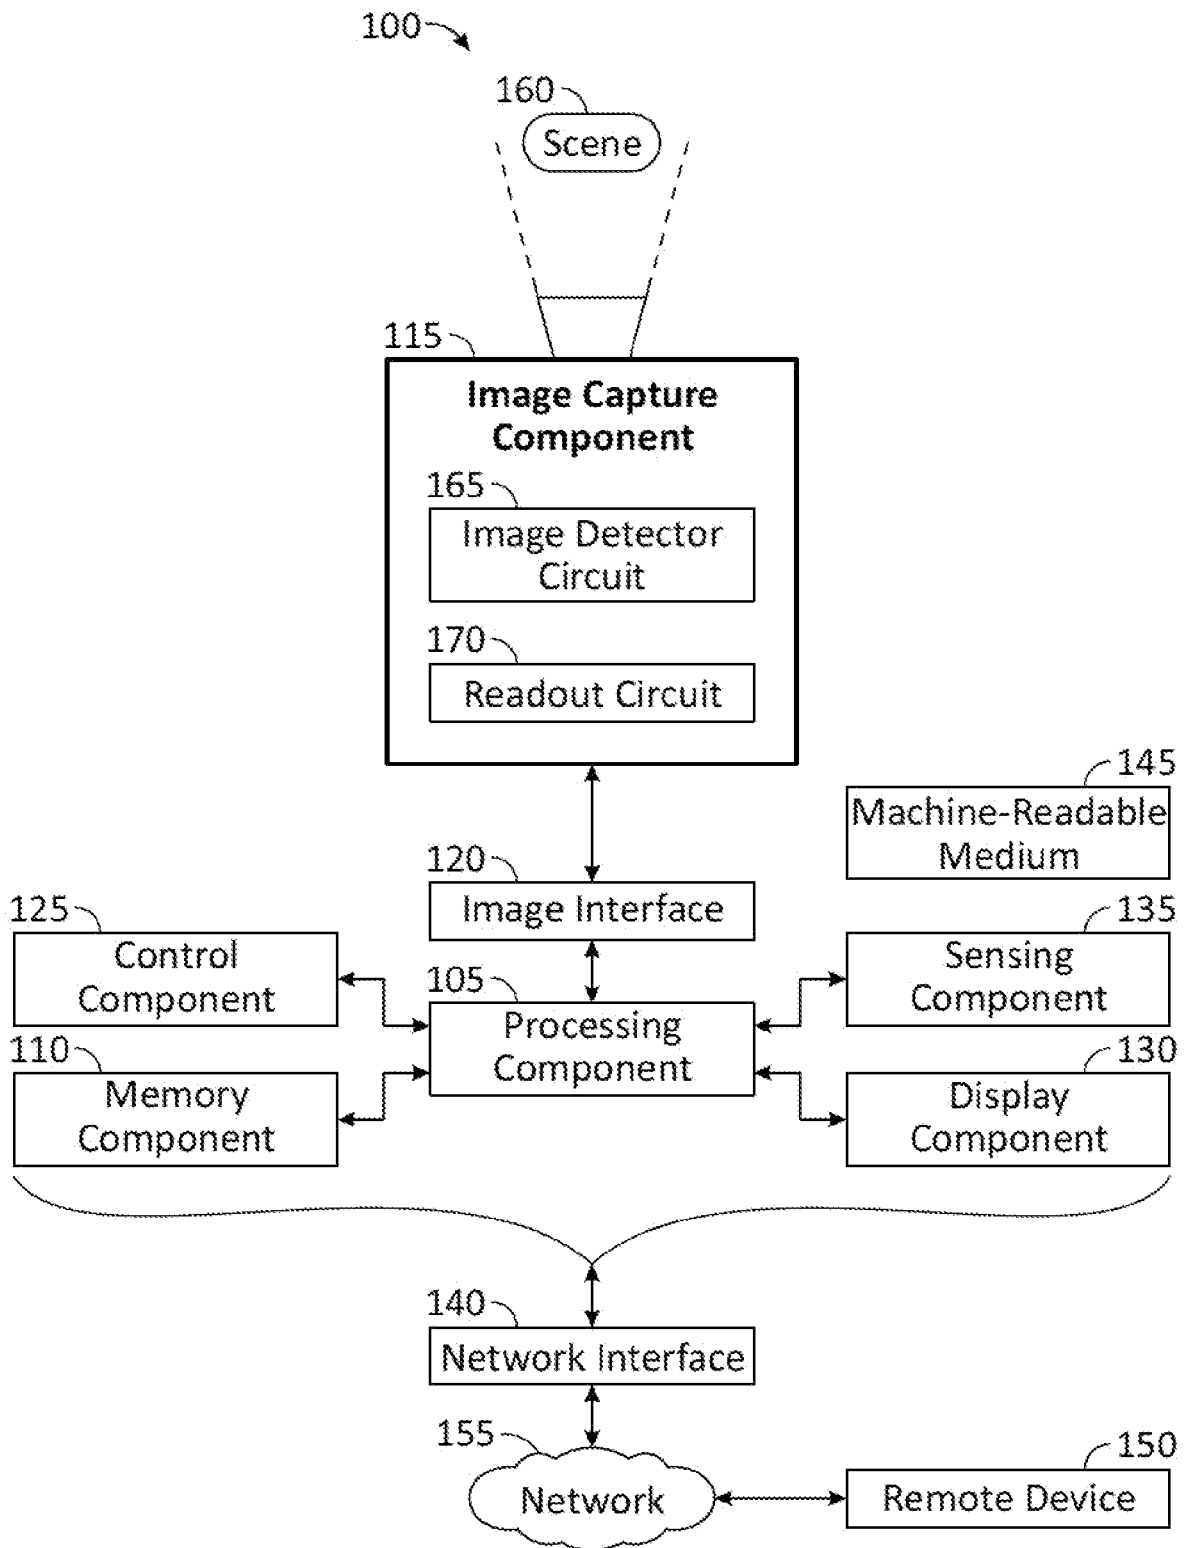 100
160
Scene
115
Image Capture
Component
165
Image Detector
Circuit
170
Readout Circuit
145
Machine-Readable
Medium
120
Image Interface
125
Control
Component
135
Sensing
Component
105
Processing
Component
110
Memory
Component
130
Display
Component
140
Network Interface
155
Network
150
Remote Device